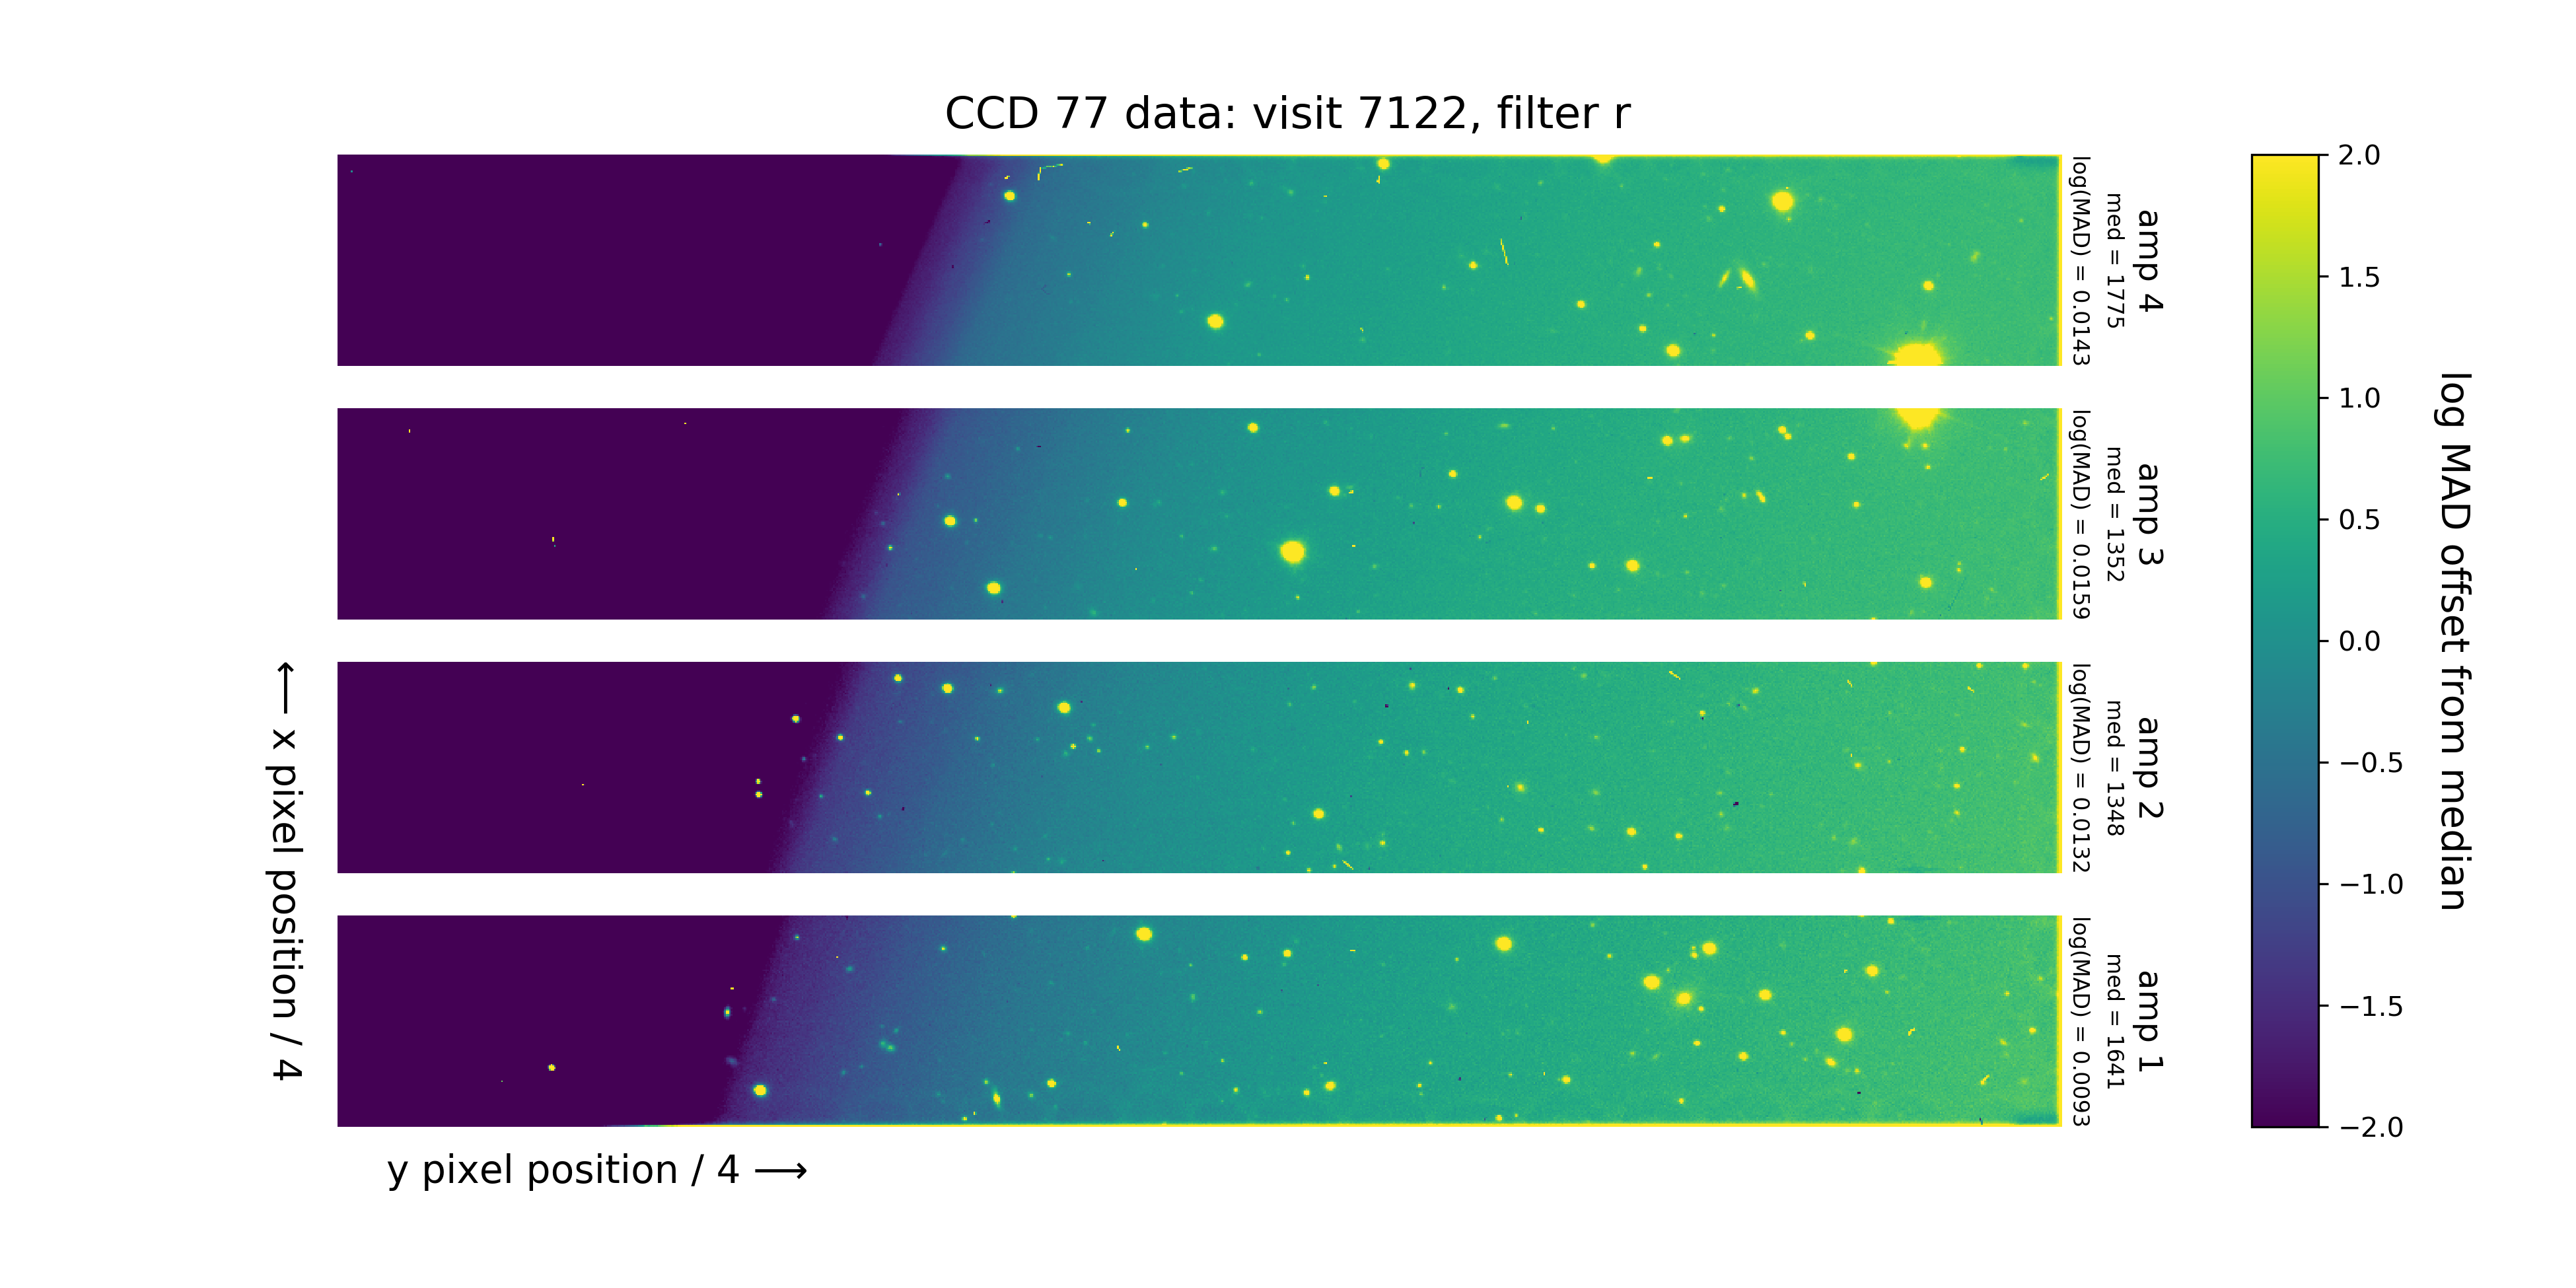 CCD 77 data: visit 7122, filter r
amp 4
med = 1775
log(MAD) = 0.0143
amp 3
med = 1352
log(MAD) = 0.0159
amp 2
med = 1348
log(MAD) = 0.0132
amp 1
med = 1641
log(MAD) = 0.0093
⟵ x pixel position / 4
y pixel position / 4 ⟶
2.0
1.5
1.0
0.5
0.0
−0.5
−1.0
−1.5
−2.0
log MAD offset from median